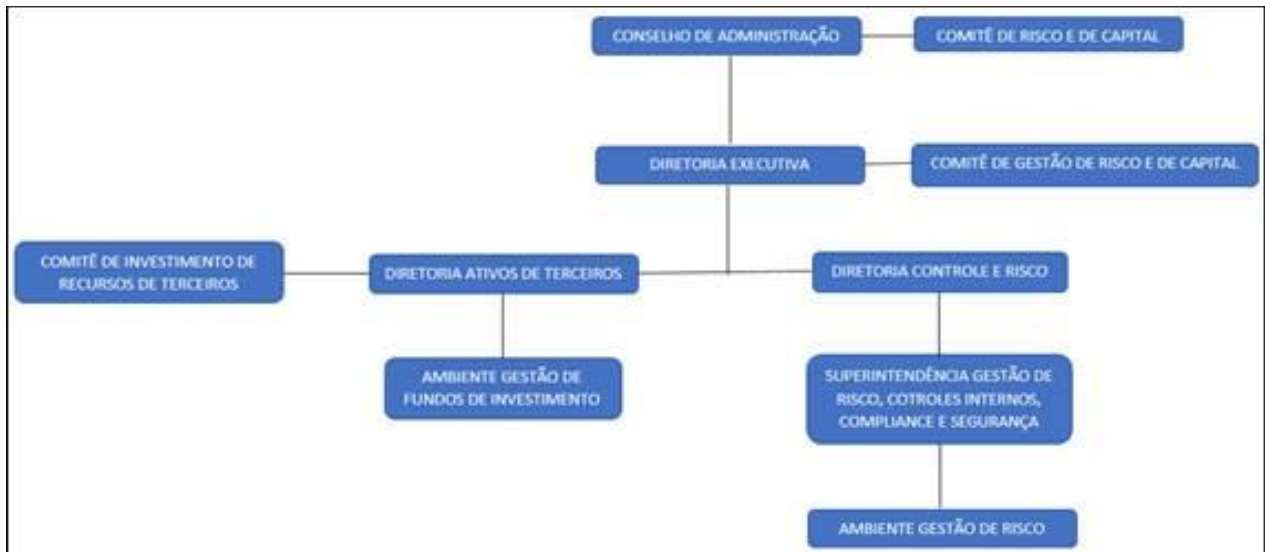 CONSELHO DE ADMINISTRAÇÃO
COMITÊ DE RISCO E DE CAPITAL
DIRETORIA EXECUTIVA
COMITÊ DE GESTÃO DE RISCO E DE CAPITAL
COMITÊ DE INVESTIMENTO DE
RECURSOS DE TERCEIROS
DIRETORIA ATIVOS DE TERCEIROS
DIRETORIA CONTROLE E RISCO
AMBIENTE GESTÃO DE
FUNDOS DE INVESTIMENTO
SUPERINTENDÊNCIA GESTÃO DE
RISCO, COTROLES INTERNOS,
COMPLIANCE E SEGURANÇA
AMBIENTE GESTÃO DE RISCO